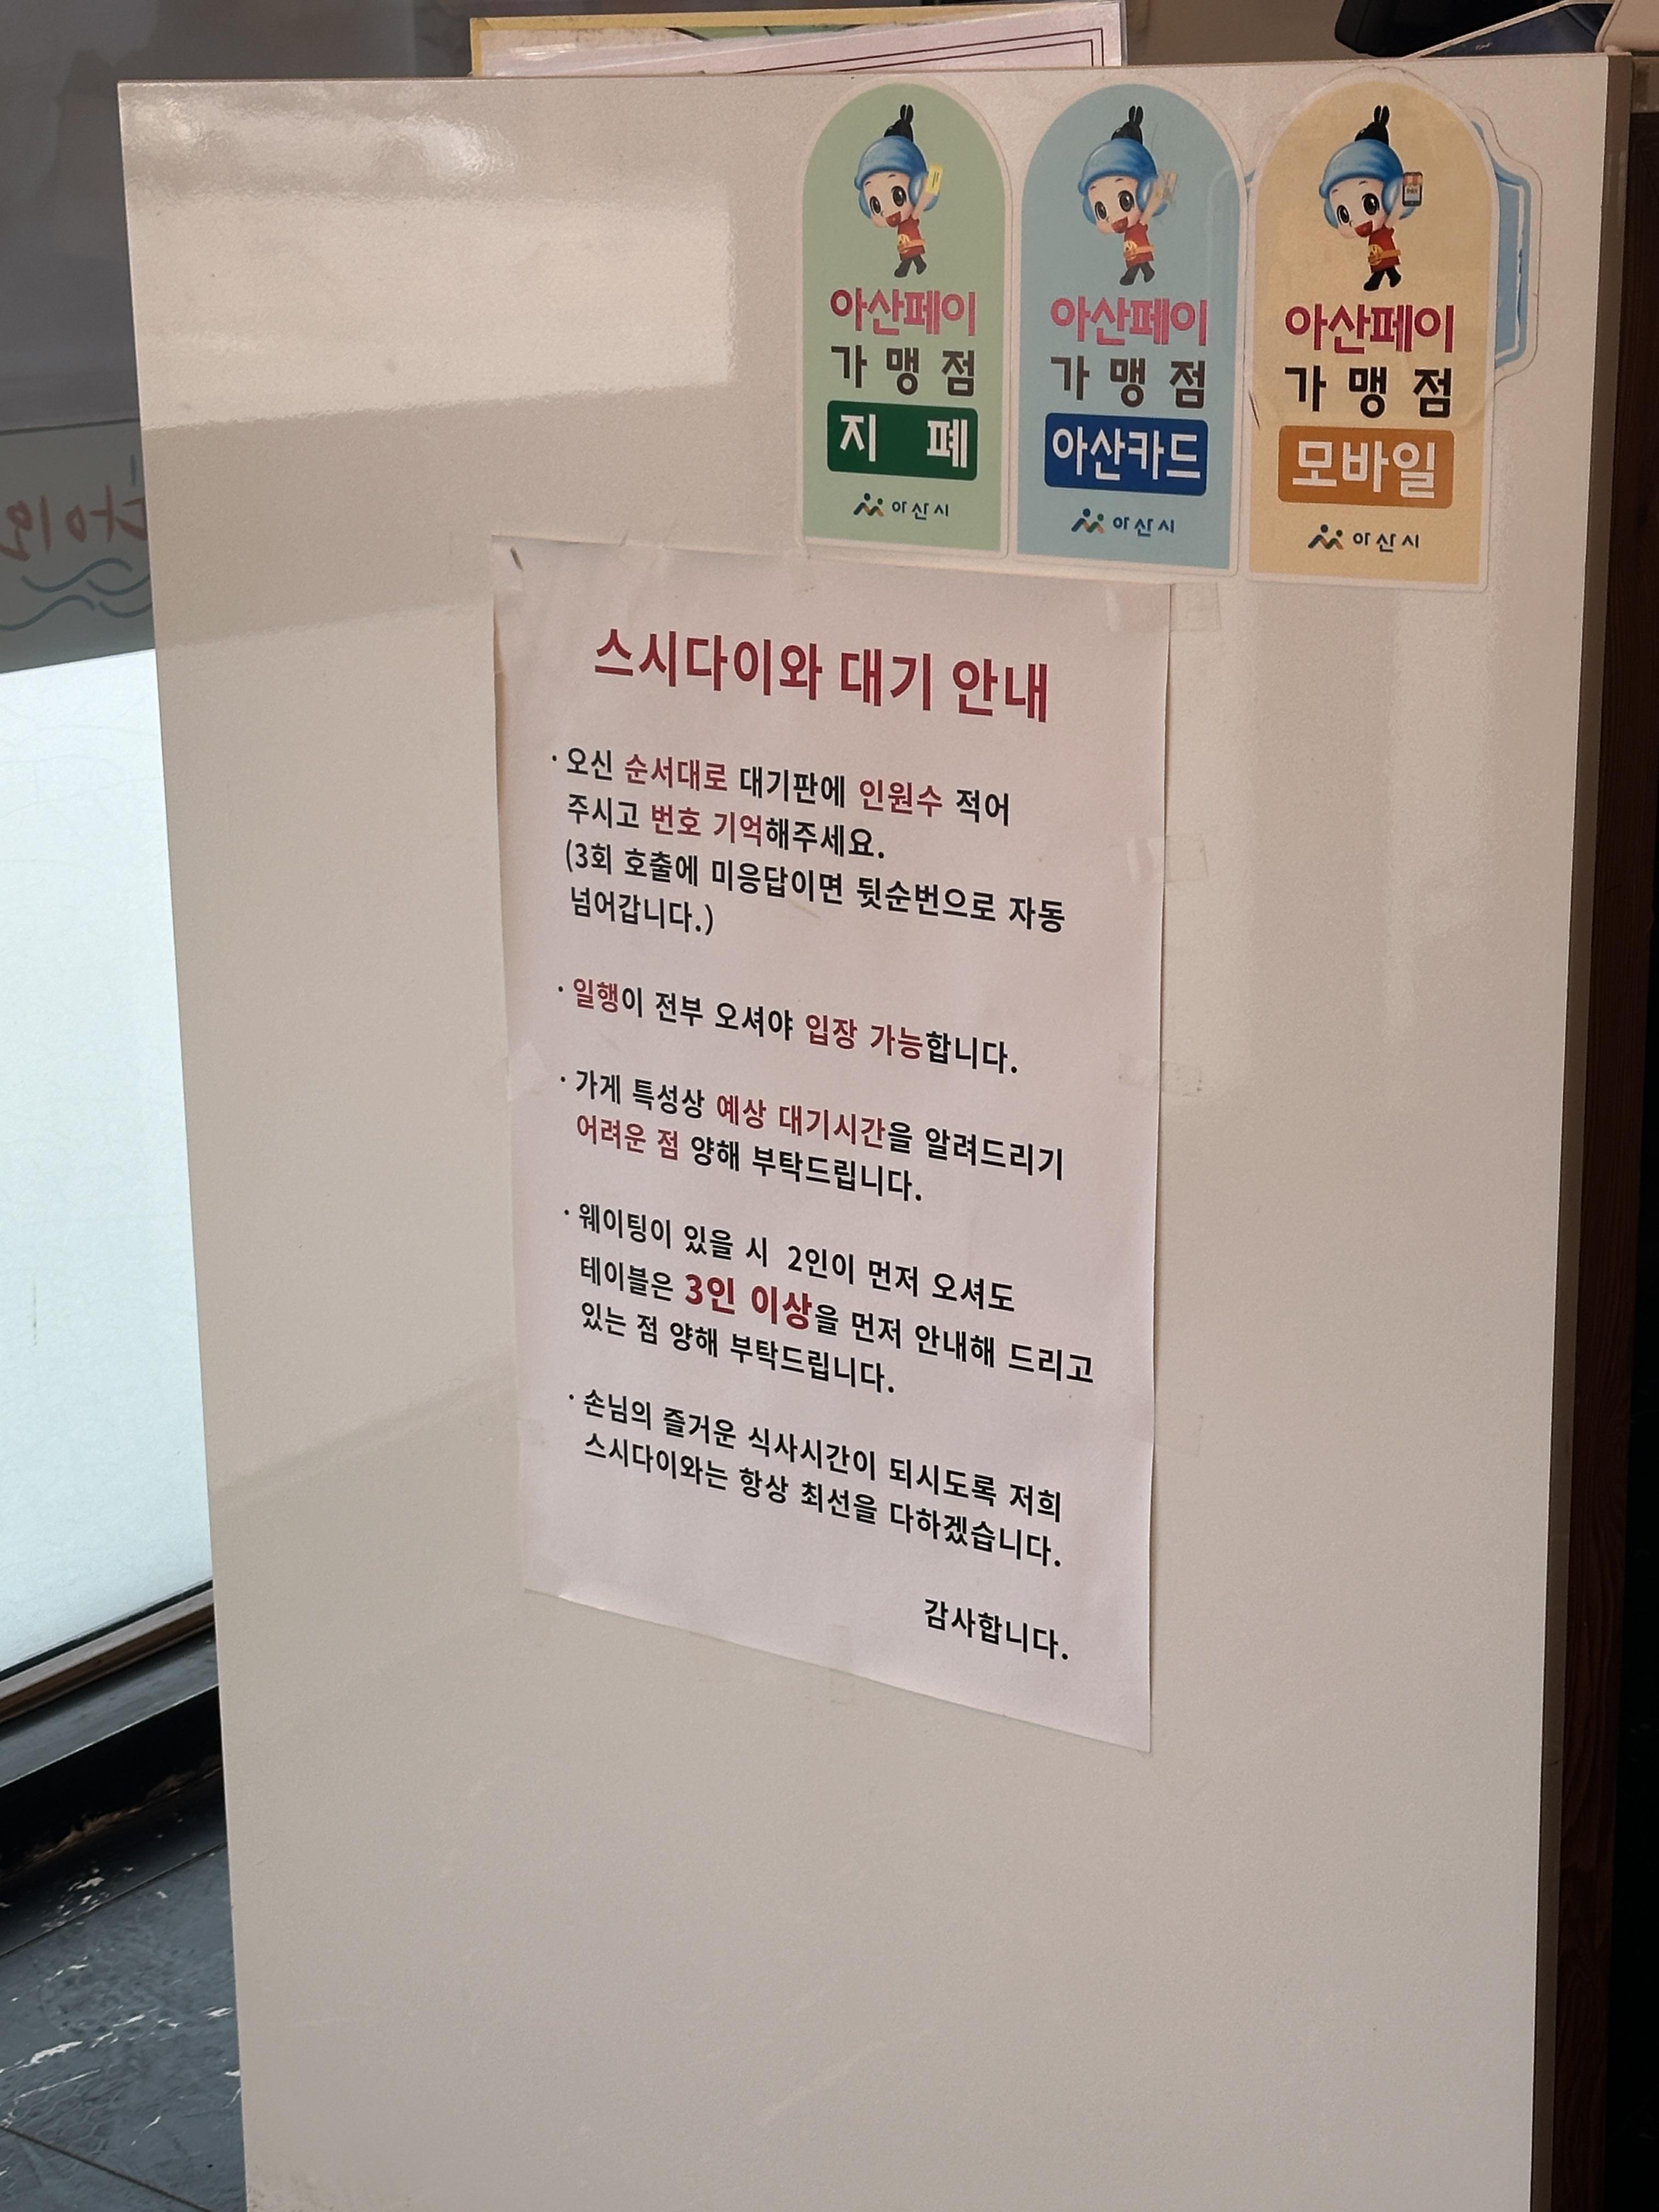 아산페이
가맹점
지 폐
아산시
아산페이
가맹점
아산카드
아산시
아산페이
가맹점
모바일
아산시
스시다이와 대기 안내
· 오신 순서대로 대기판에 인원수 적어
주시고 번호 기억해주세요.
(3회 호출에 미응답이면 뒷순번으로 자동
넘어갑니다.)
· 일행이 전부 오셔야 입장 가능합니다.
· 가게 특성상 예상 대기시간을 알려드리기
어려운 점 양해 부탁드립니다.
· 웨이팅이 있을 시 2인이 먼저 오셔도
테이블은 3인 이상을 먼저 안내해 드리고
있는 점 양해 부탁드립니다.
· 손님의 즐거운 식사시간이 되시도록 저희
스시다이와는 항상 최선을 다하겠습니다.
감사합니다.